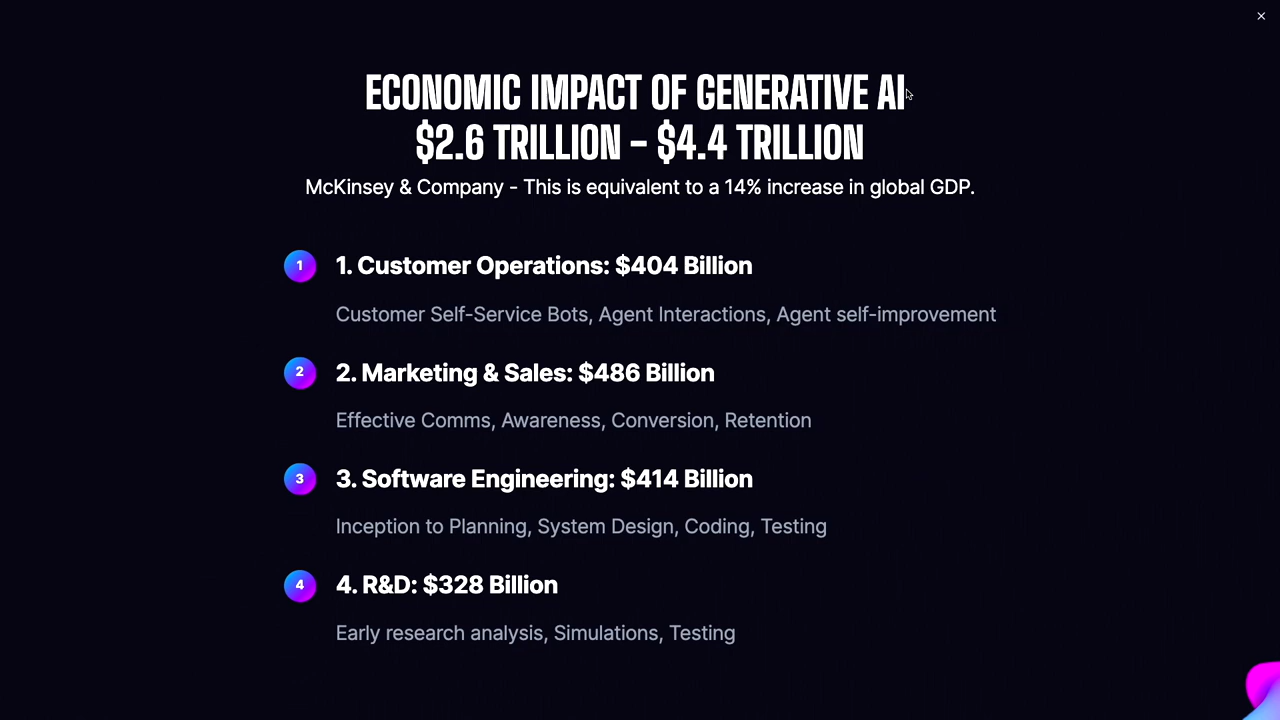 ×
ECONOMIC IMPACT OF GENERATIVE AI
$2.6 TRILLION – $4.4 TRILLION
McKinsey & Company - This is equivalent to a 14% increase in global GDP.
1 1. Customer Operations: $404 Billion
Customer Self-Service Bots, Agent Interactions, Agent self-improvement
2 2. Marketing & Sales: $486 Billion
Effective Comms, Awareness, Conversion, Retention
3 3. Software Engineering: $414 Billion
Inception to Planning, System Design, Coding, Testing
4 4. R&D: $328 Billion
Early research analysis, Simulations, Testing